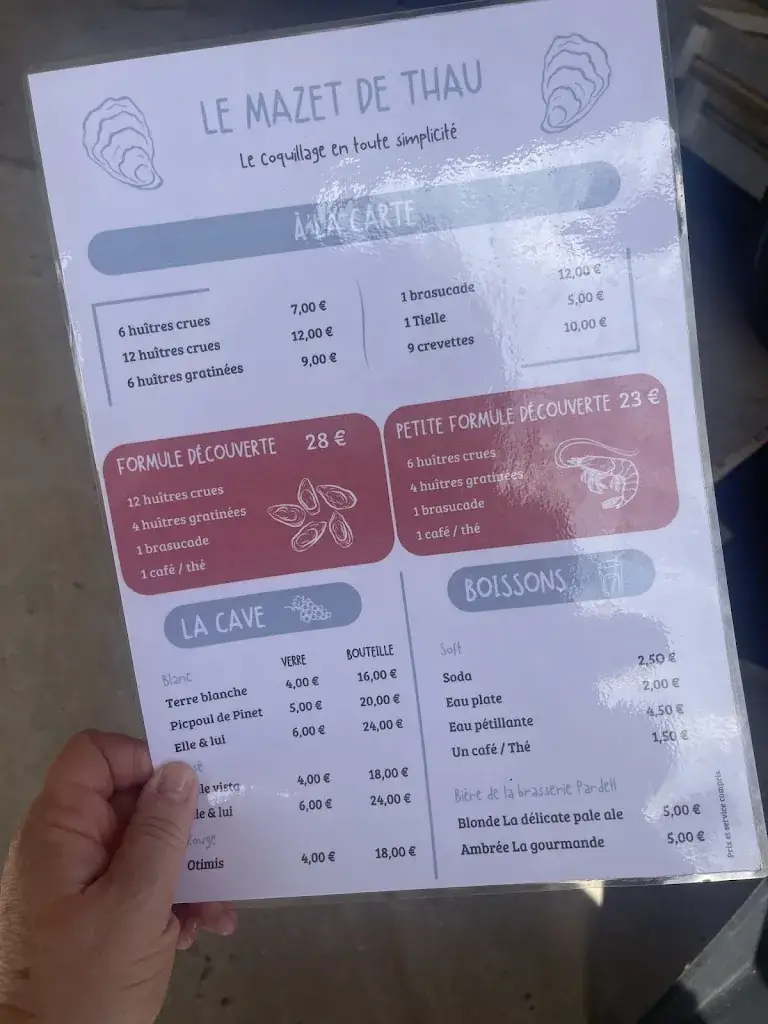 LE MAZET DE THAU
Le coquillage en toute simplicité
À LA CARTE
6 huîtres crues 7,00 €
12 huîtres crues 12,00 €
6 huîtres gratinées 9,00 €
1 brasucade 12,00 €
1 Tielle 5,00 €
9 crevettes 10,00 €
FORMULE DÉCOUVERTE 28 €
12 huîtres crues
4 huîtres gratinées
1 brasucade
1 café / thé
PETITE FORMULE DÉCOUVERTE 23 €
6 huîtres crues
4 huîtres gratinées
1 brasucade
1 café / thé
LA CAVE
VERRE BOUTEILLE
Blanc
Terre blanche 4,00 € 16,00 €
Picpoul de Pinet 5,00 € 20,00 €
Elle & lui 6,00 € 24,00 €
vista 4,00 € 18,00 €
& lui 6,00 € 24,00 €
Rouge
Otimis 4,00 € 18,00 €
BOISSONS
Soft
Soda 2,50 €
Eau plate 2,00 €
Eau pétillante 4,50 €
Un café / Thé 1,50 €
Bière de la brasserie Pardell
Blonde La délicate pale ale 5,00 €
Ambrée La gourmande 5,00 €
Prix et service compris